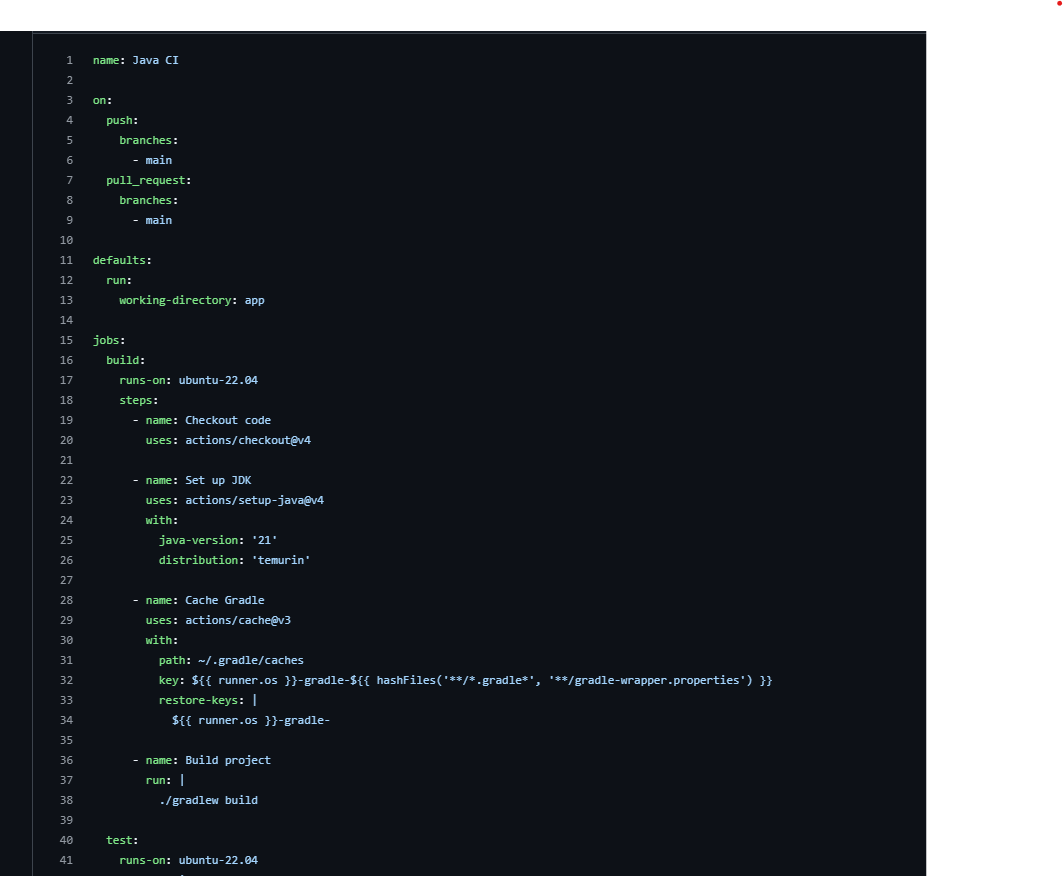 1 name: Java CI
2
3 on:
4   push:
5     branches:
6       - main
7   pull_request:
8     branches:
9       - main
10
11 defaults:
12   run:
13     working-directory: app
14
15 jobs:
16   build:
17     runs-on: ubuntu-22.04
18     steps:
19       - name: Checkout code
20         uses: actions/checkout@v4
21
22       - name: Set up JDK
23         uses: actions/setup-java@v4
24         with:
25           java-version: '21'
26           distribution: 'temurin'
27
28       - name: Cache Gradle
29         uses: actions/cache@v3
30         with:
31           path: ~/.gradle/caches
32           key: ${{ runner.os }}-gradle-${{ hashFiles('**/*.gradle*', '**/gradle-wrapper.properties') }}
33           restore-keys: |
34             ${{ runner.os }}-gradle-
35
36       - name: Build project
37         run: |
38           ./gradlew build
39
40   test:
41     runs-on: ubuntu-22.04